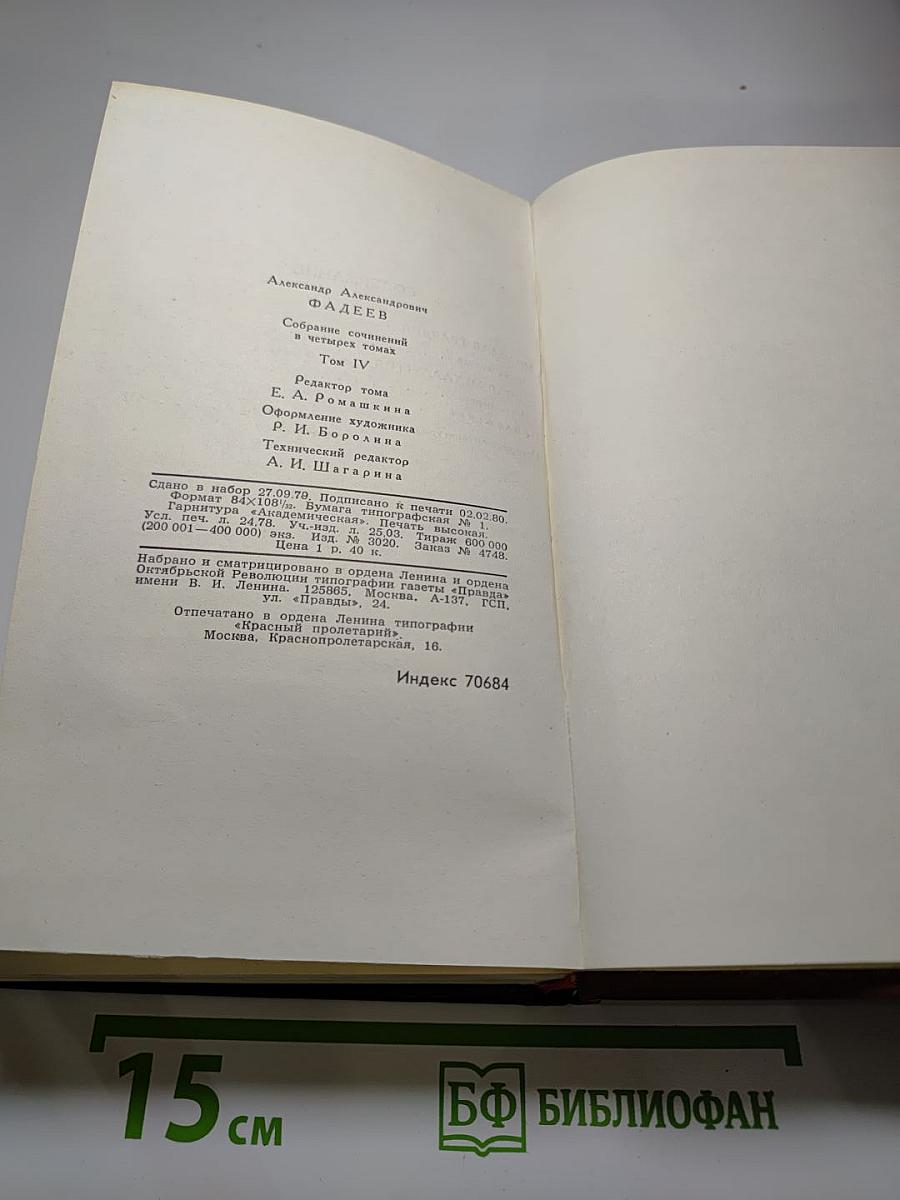 Александр Александрович
ФАДЕЕВ
Собрание сочинений
в четырех томах
Том IV
Редактор тома
Е. А. Ромашкина
Оформление художника
Р. И. Боролина
Технический редактор
А. И. Шагарина
Сдано в набор 27.09.79. Подписано к печати 02.02.80.
Формат 84×108¹/₃₂. Бумага типографская № 1.
Гарнитура «Академическая». Печать высокая.
Усл. печ. л. 24,78. Уч.-изд. л. 25,03. Тираж 600 000
(200 001—400 000) экз. Изд. № 3020. Заказ № 4748.
Цена 1 р. 40 к.
Набрано и сматрицировано в ордена Ленина и ордена
Октябрьской Революции типографии газеты «Правда»
имени В. И. Ленина. 125865, Москва, А-137, ГСП,
ул. «Правды», 24.
Отпечатано в ордена Ленина типографии
«Красный пролетарий».
Москва, Краснопролетарская, 16.
Индекс 70684
15 см
БФ БИБЛИОФАН